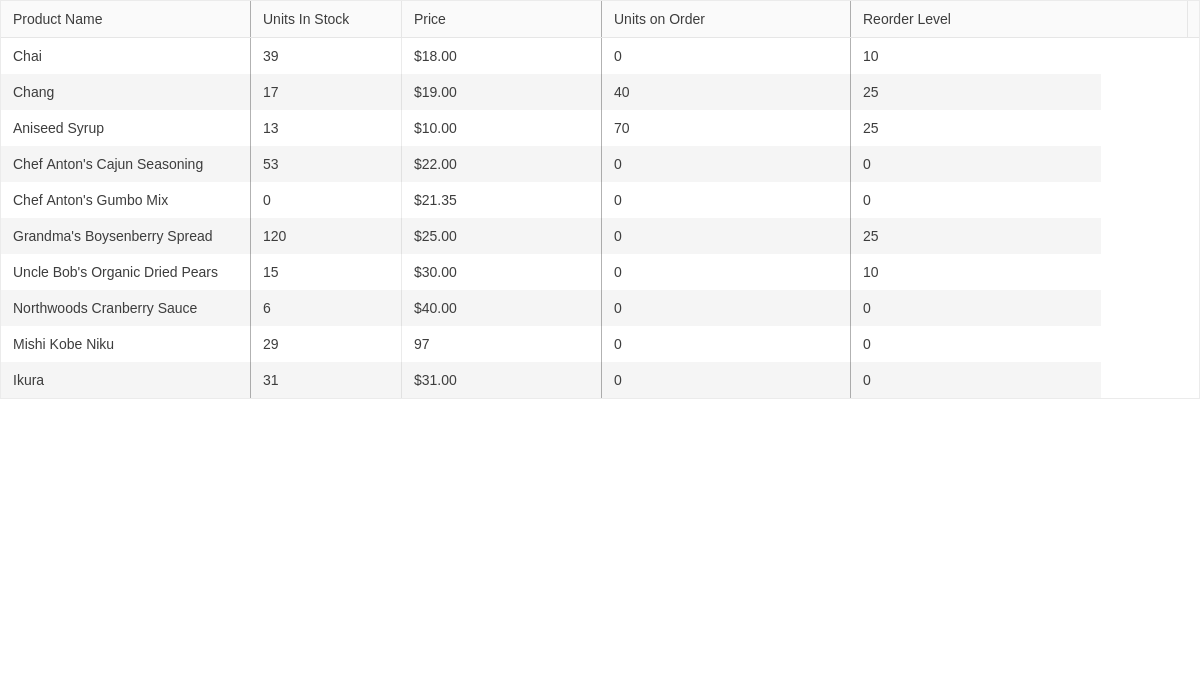 Product Name Units In Stock Price Units on Order Reorder Level
Chai 39 $18.00 0 10
Chang 17 $19.00 40 25
Aniseed Syrup 13 $10.00 70 25
Chef Anton's Cajun Seasoning 53 $22.00 0 0
Chef Anton's Gumbo Mix 0 $21.35 0 0
Grandma's Boysenberry Spread 120 $25.00 0 25
Uncle Bob's Organic Dried Pears 15 $30.00 0 10
Northwoods Cranberry Sauce 6 $40.00 0 0
Mishi Kobe Niku 29 97 0 0
Ikura 31 $31.00 0 0